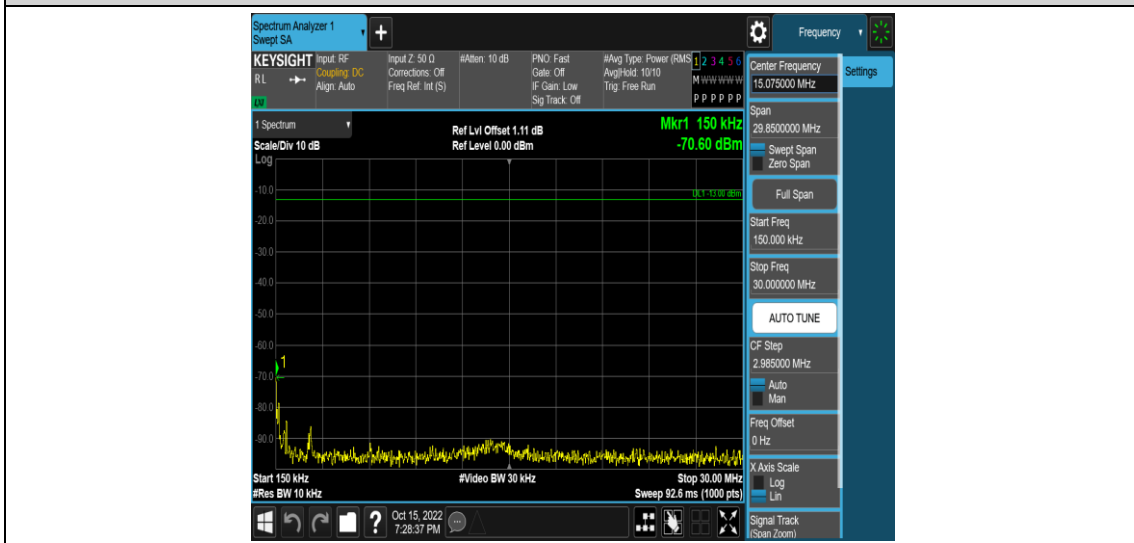 Spectrum Analyzer 1
Swept SA
+
Frequency
KEYSIGHT
RL
LNI
Input: RF
Coupling: DC
Align: Auto
Input Z: 50 Ω
Corrections: Off
Freq Ref: Int (S)
#Atten: 10 dB
PNO: Fast
Gate: Off
IF Gain: Low
Sig Track: Off
#Avg Type: Power (RMS
Avg|Hold: 10/10
Trig: Free Run
1 2 3 4 5 6
M W W W W W
P P P P P P
1 Spectrum
Scale/Div 10 dB
Log
Ref Lvl Offset 1.11 dB
Ref Level 0.00 dBm
Mkr1 150 kHz
-70.60 dBm
DL1 -13.00 dBm
-10.0
-20.0
-30.0
-40.0
-50.0
-60.0
1
-70.0
-80.0
-90.0
Start 150 kHz
#Res BW 10 kHz
#Video BW 30 kHz
Stop 30.00 MHz
Sweep 92.6 ms (1000 pts)
?
Oct 15, 2022
7:28:37 PM
Center Frequency
15.075000 MHz
Settings
Span
29.8500000 MHz
Swept Span
Zero Span
Full Span
Start Freq
150.000 kHz
Stop Freq
30.000000 MHz
AUTO TUNE
CF Step
2.985000 MHz
Auto
Man
Freq Offset
0 Hz
X Axis Scale
Log
Lin
Signal Track
(Span Zoom)